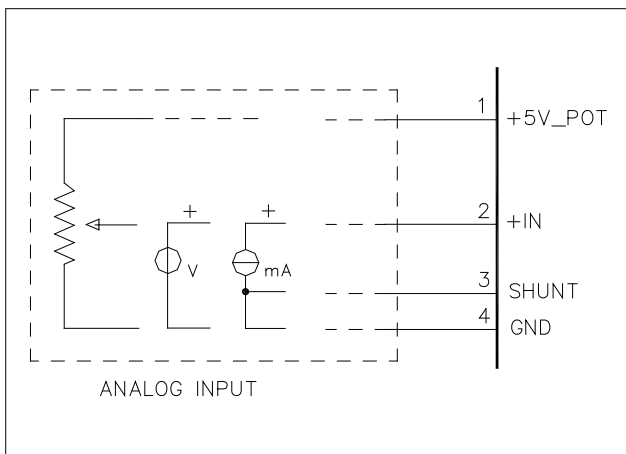 1 +5V_POT
+ + 2 +IN
V mA
3 SHUNT
4 GND
ANALOG INPUT